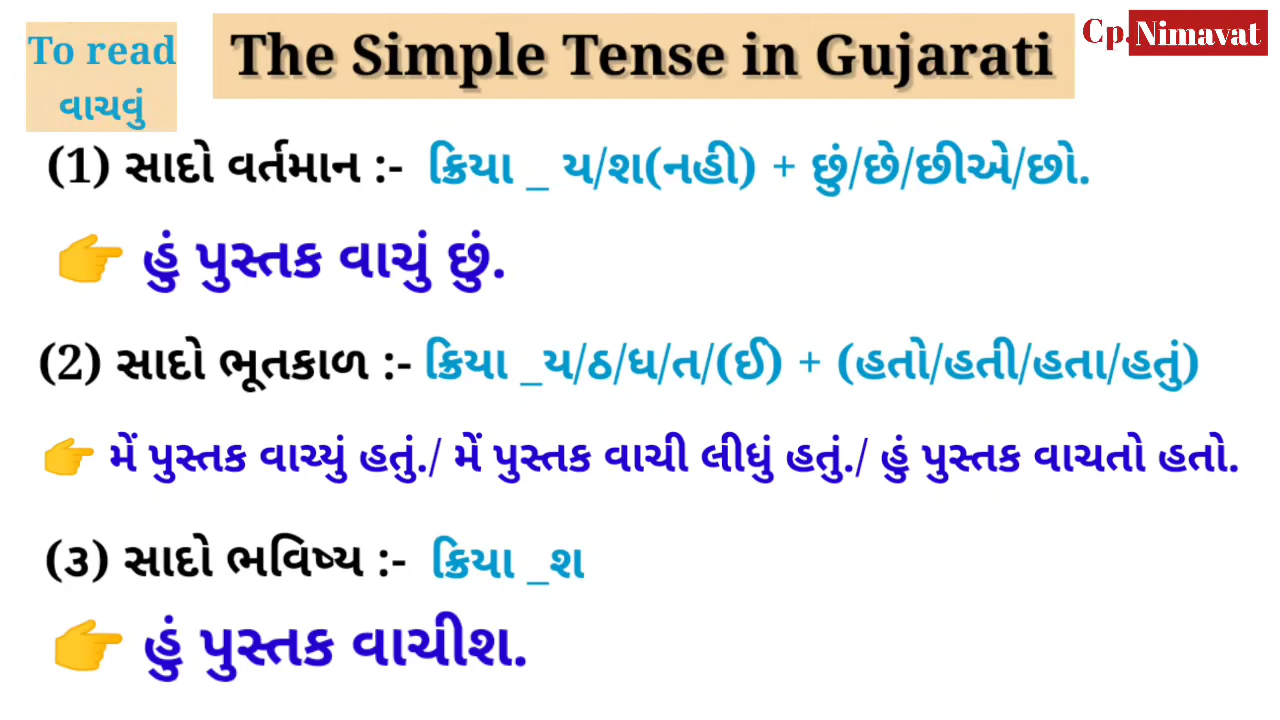 To read
વાચવું
The Simple Tense in Gujarati
Cp. Nimavat
(1) સાદો વર્તમાન :- ક્રિયા _ ય/શ(નહી) + છું/છે/છીએ/છો.
👉 હું પુસ્તક વાચું છું.
(2) સાદો ભૂતકાળ :- ક્રિયા _ય/ઠ/ધ/ત/(ઈ) + (હતો/હતી/હતા/હતું)
👉 મેં પુસ્તક વાચ્યું હતું./ મેં પુસ્તક વાચી લીધું હતું./ હું પુસ્તક વાચતો હતો.
(૩) સાદો ભવિષ્ય :- ક્રિયા _શ
👉 હું પુસ્તક વાચીશ.